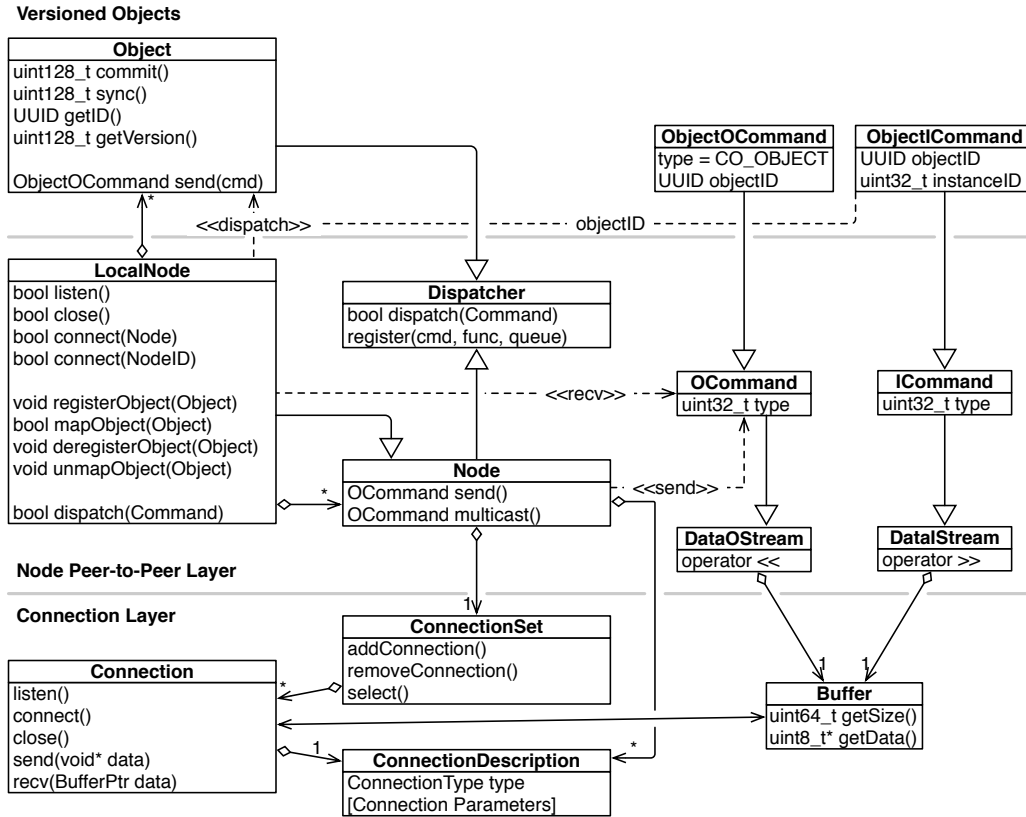 Versioned Objects
Object
uint128_t commit()
uint128_t sync()
UUID getID()
uint128_t getVersion()
ObjectOCommand send(cmd)
ObjectOCommand
type = CO_OBJECT
UUID objectID
ObjectICommand
UUID objectID
uint32_t instanceID
*
<<dispatch>>
objectID
LocalNode
bool listen()
bool close()
bool connect(Node)
bool connect(NodeID)
void registerObject(Object)
bool mapObject(Object)
void deregisterObject(Object)
void unmapObject(Object)
bool dispatch(Command)
Dispatcher
bool dispatch(Command)
register(cmd, func, queue)
<<recv>>
OCommand
uint32_t type
ICommand
uint32_t type
*
Node
OCommand send()
OCommand multicast()
<<send>>
DataOStream
operator <<
DataIStream
operator >>
Node Peer-to-Peer Layer
Connection Layer
1
ConnectionSet
addConnection()
removeConnection()
select()
Connection
listen()
connect()
close()
send(void* data)
recv(BufferPtr data)
*
1
1
1
Buffer
uint64_t getSize()
uint8_t* getData()
*
ConnectionDescription
ConnectionType type
[Connection Parameters]